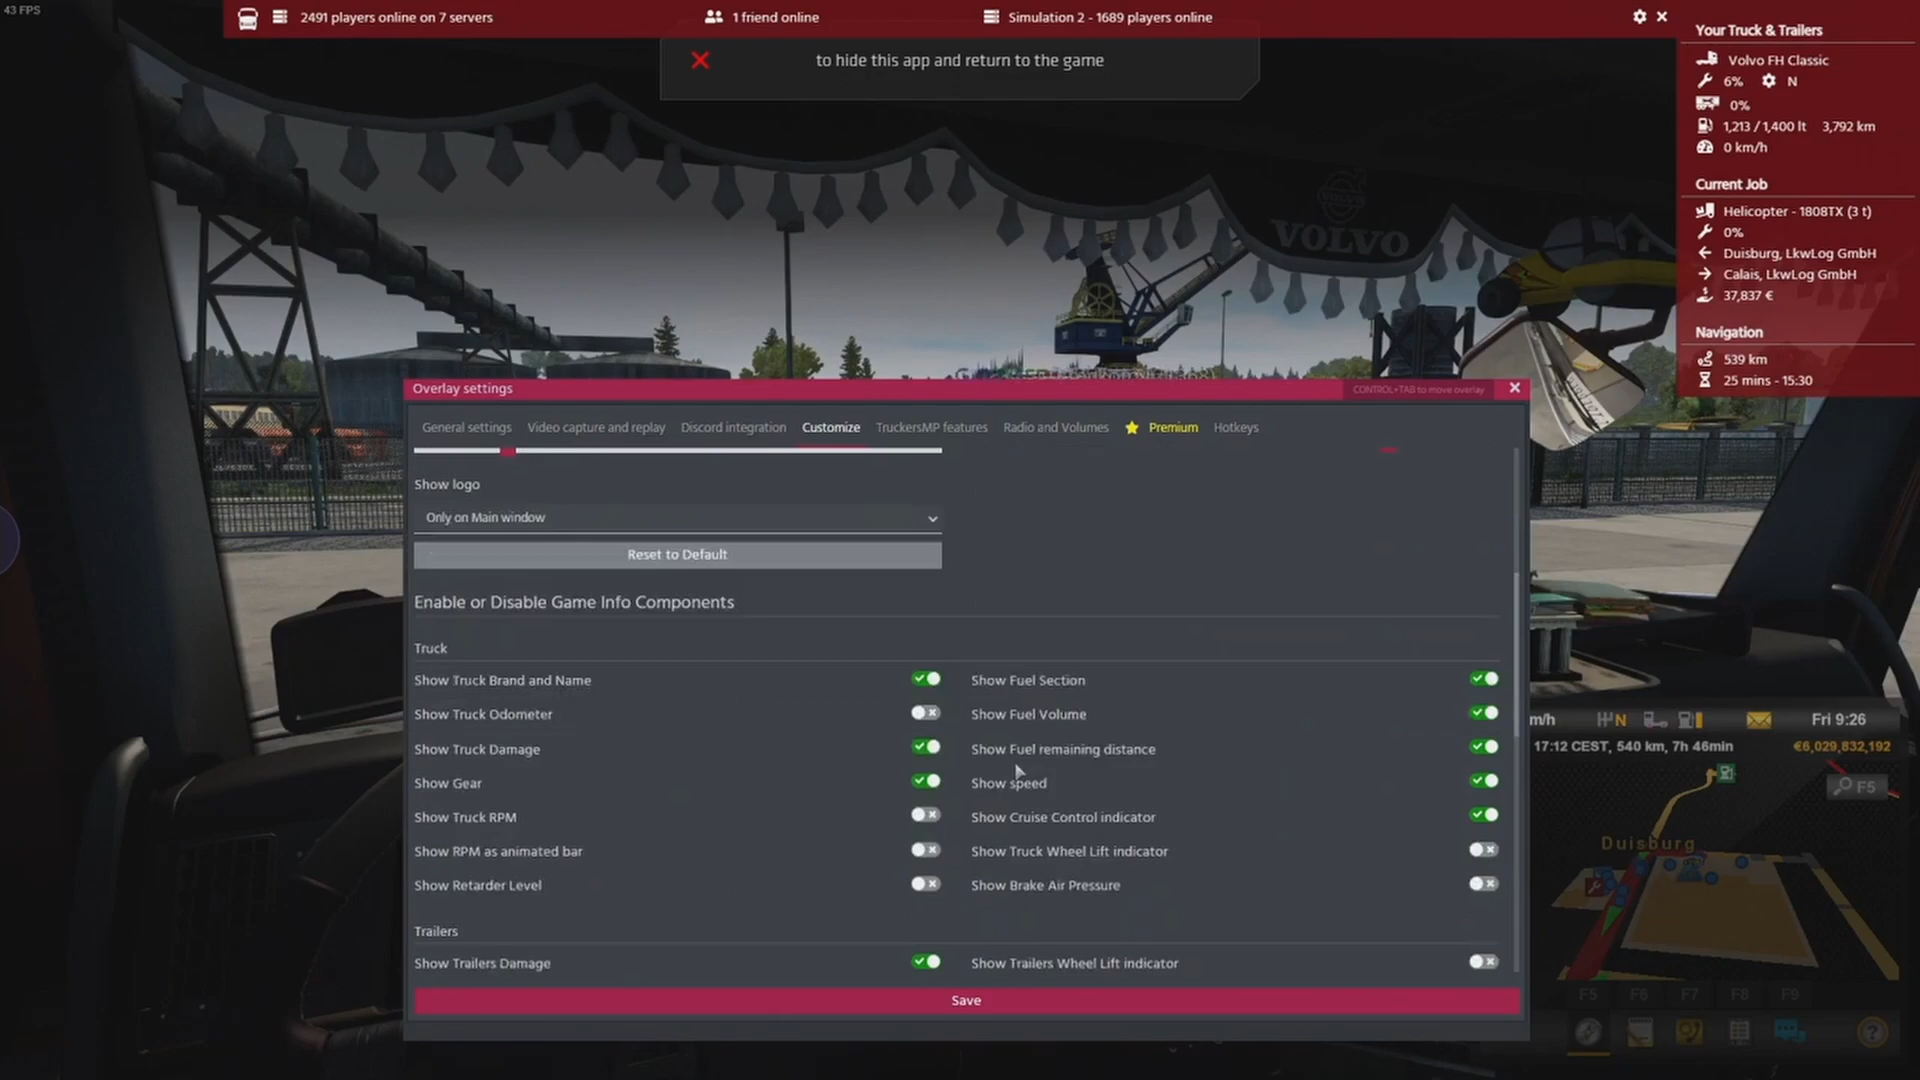 43 FPS
2491 players online on 7 servers
1 friend online
Simulation 2 - 1689 players online
to hide this app and return to the game
Your Truck & Trailers
Volvo FH Classic
6% N
0%
1,213 / 1,400 lt 3,792 km
0 km/h
Current Job
Helicopter - 1808TX (3 t)
0%
Duisburg, LkwLog GmbH
Calais, LkwLog GmbH
37,837 €
Navigation
539 km
25 mins - 15:30
VOLVO
VOLVO
Overlay settings
CONTROL+TAB to move overlay
General settings
Video capture and replay
Discord integration
Customize
TruckersMP features
Radio and Volumes
Premium
Hotkeys
Show logo
Only on Main window
Reset to Default
Enable or Disable Game Info Components
Truck
Show Truck Brand and Name
Show Fuel Section
Show Truck Odometer
Show Fuel Volume
Show Truck Damage
Show Fuel remaining distance
Show Gear
Show speed
Show Truck RPM
Show Cruise Control indicator
Show RPM as animated bar
Show Truck Wheel Lift indicator
Show Retarder Level
Show Brake Air Pressure
Trailers
Show Trailers Damage
Show Trailers Wheel Lift indicator
Save
m/h N Fri 9:26
17:12 CEST, 540 km, 7h 46min €6,029,832,192
F5
Duisburg
F5 F6 F7 F8 F9
?